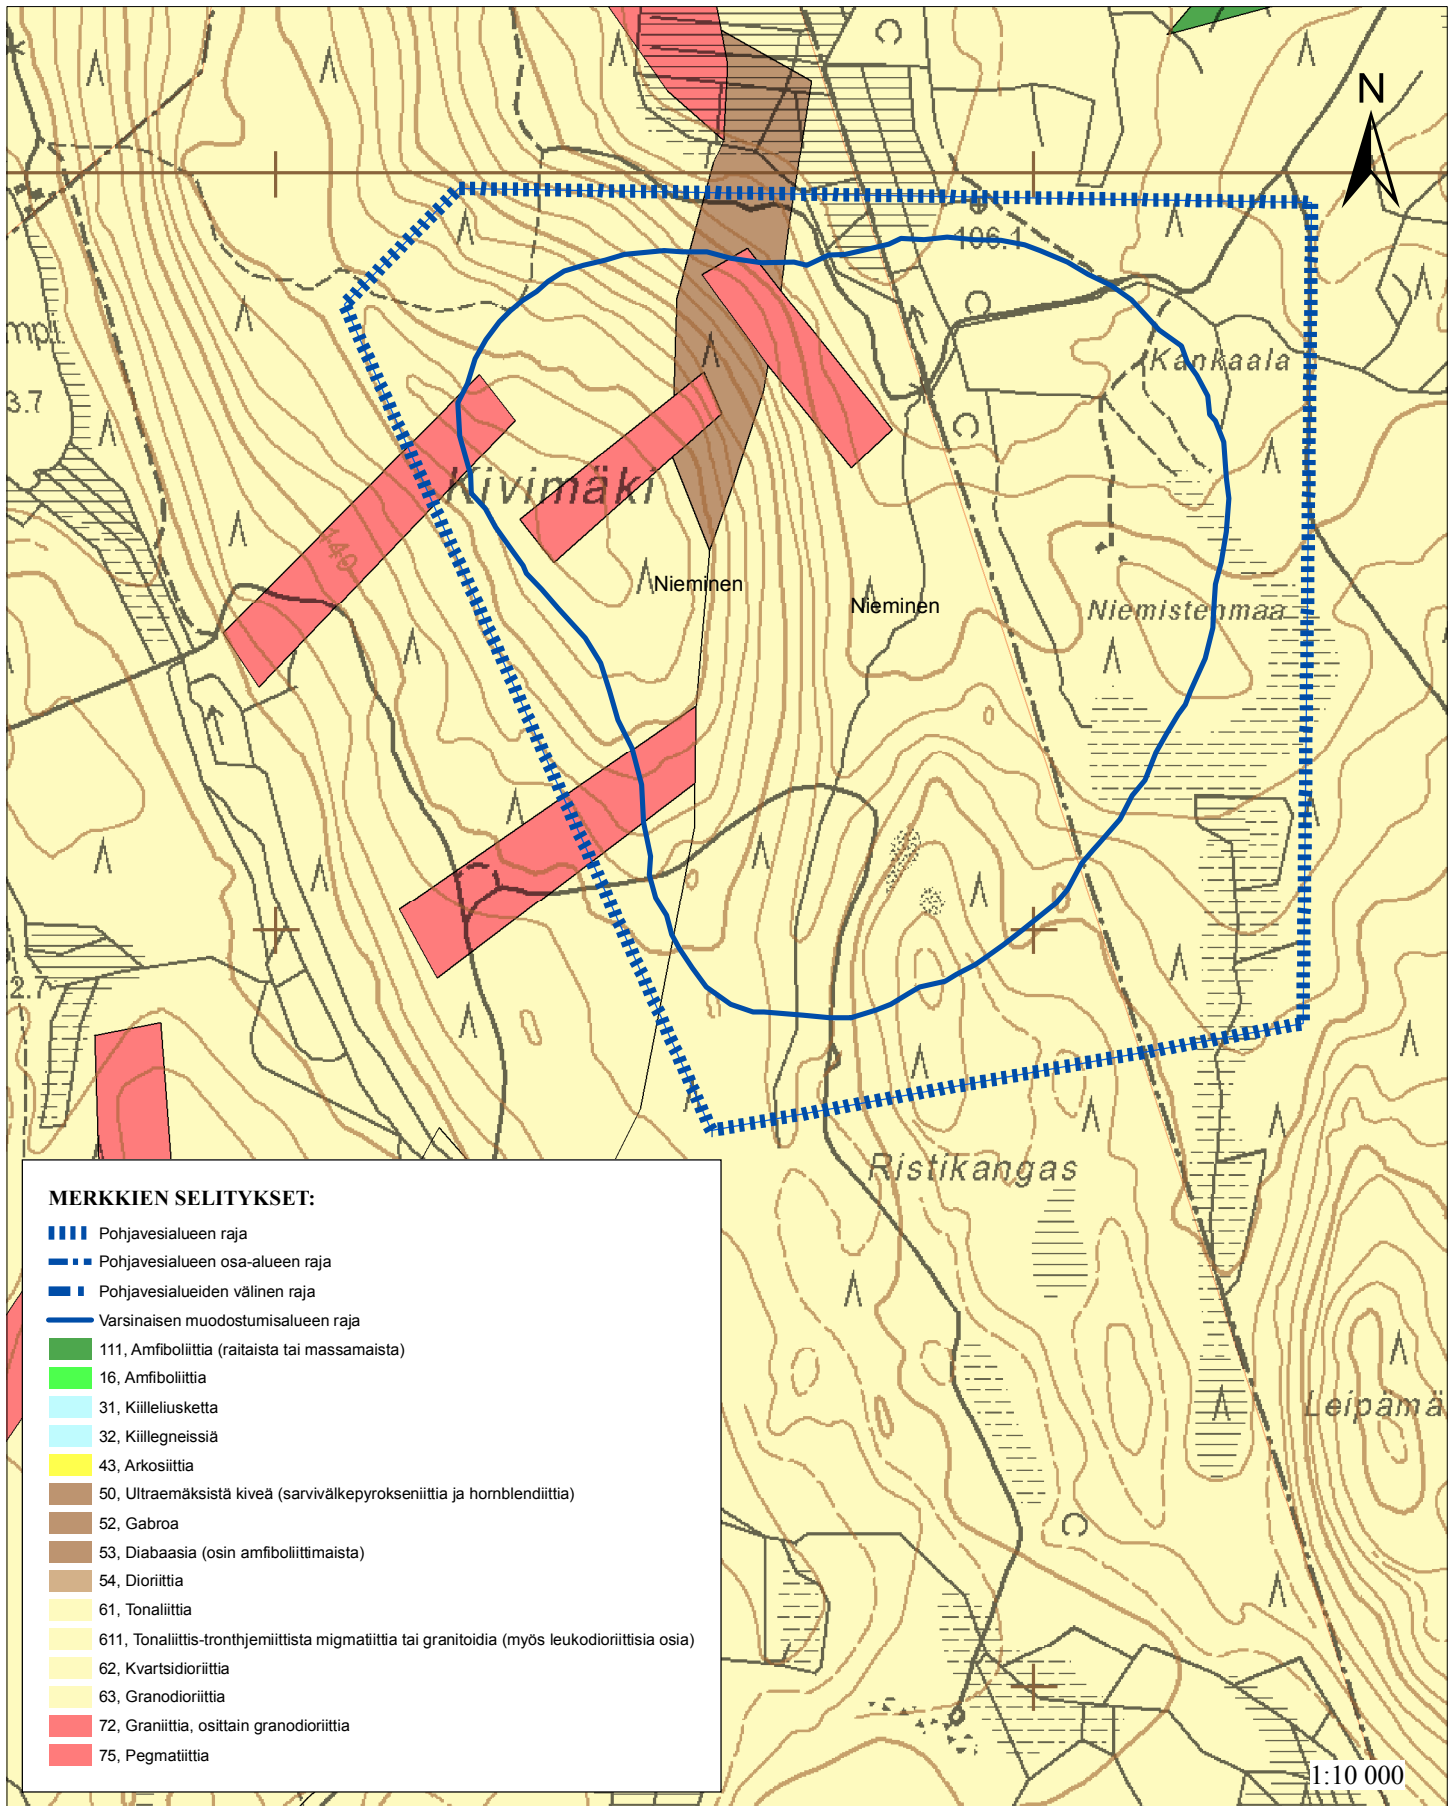 N
106.1
mpl.
Kankaala
3.7
Kivimäki
140
Nieminen
Nieminen
Niemistenmaa
2.7
Ristikangas
Leipämä
MERKKIEN SELITYKSET:
Pohjavesialueen raja
Pohjavesialueen osa-alueen raja
Pohjavesialueiden välinen raja
Varsinaisen muodostumisalueen raja
111, Amfiboliittia (raitaista tai massamaista)
16, Amfiboliittia
31, Kiilleliusketta
32, Kiillegneissiä
43, Arkosiittia
50, Ultraemäksistä kiveä (sarvivälkepyrokseniittia ja hornblendiittia)
52, Gabroa
53, Diabaasia (osin amfiboliittimaista)
54, Dioriittia
61, Tonaliittia
611, Tonaliittis-tronthjemiittista migmatiittia tai granitoidia (myös leukodioriittisia osia)
62, Kvartsidioriittia
63, Granodioriittia
72, Graniittia, osittain granodioriittia
75, Pegmatiittia
1:10 000